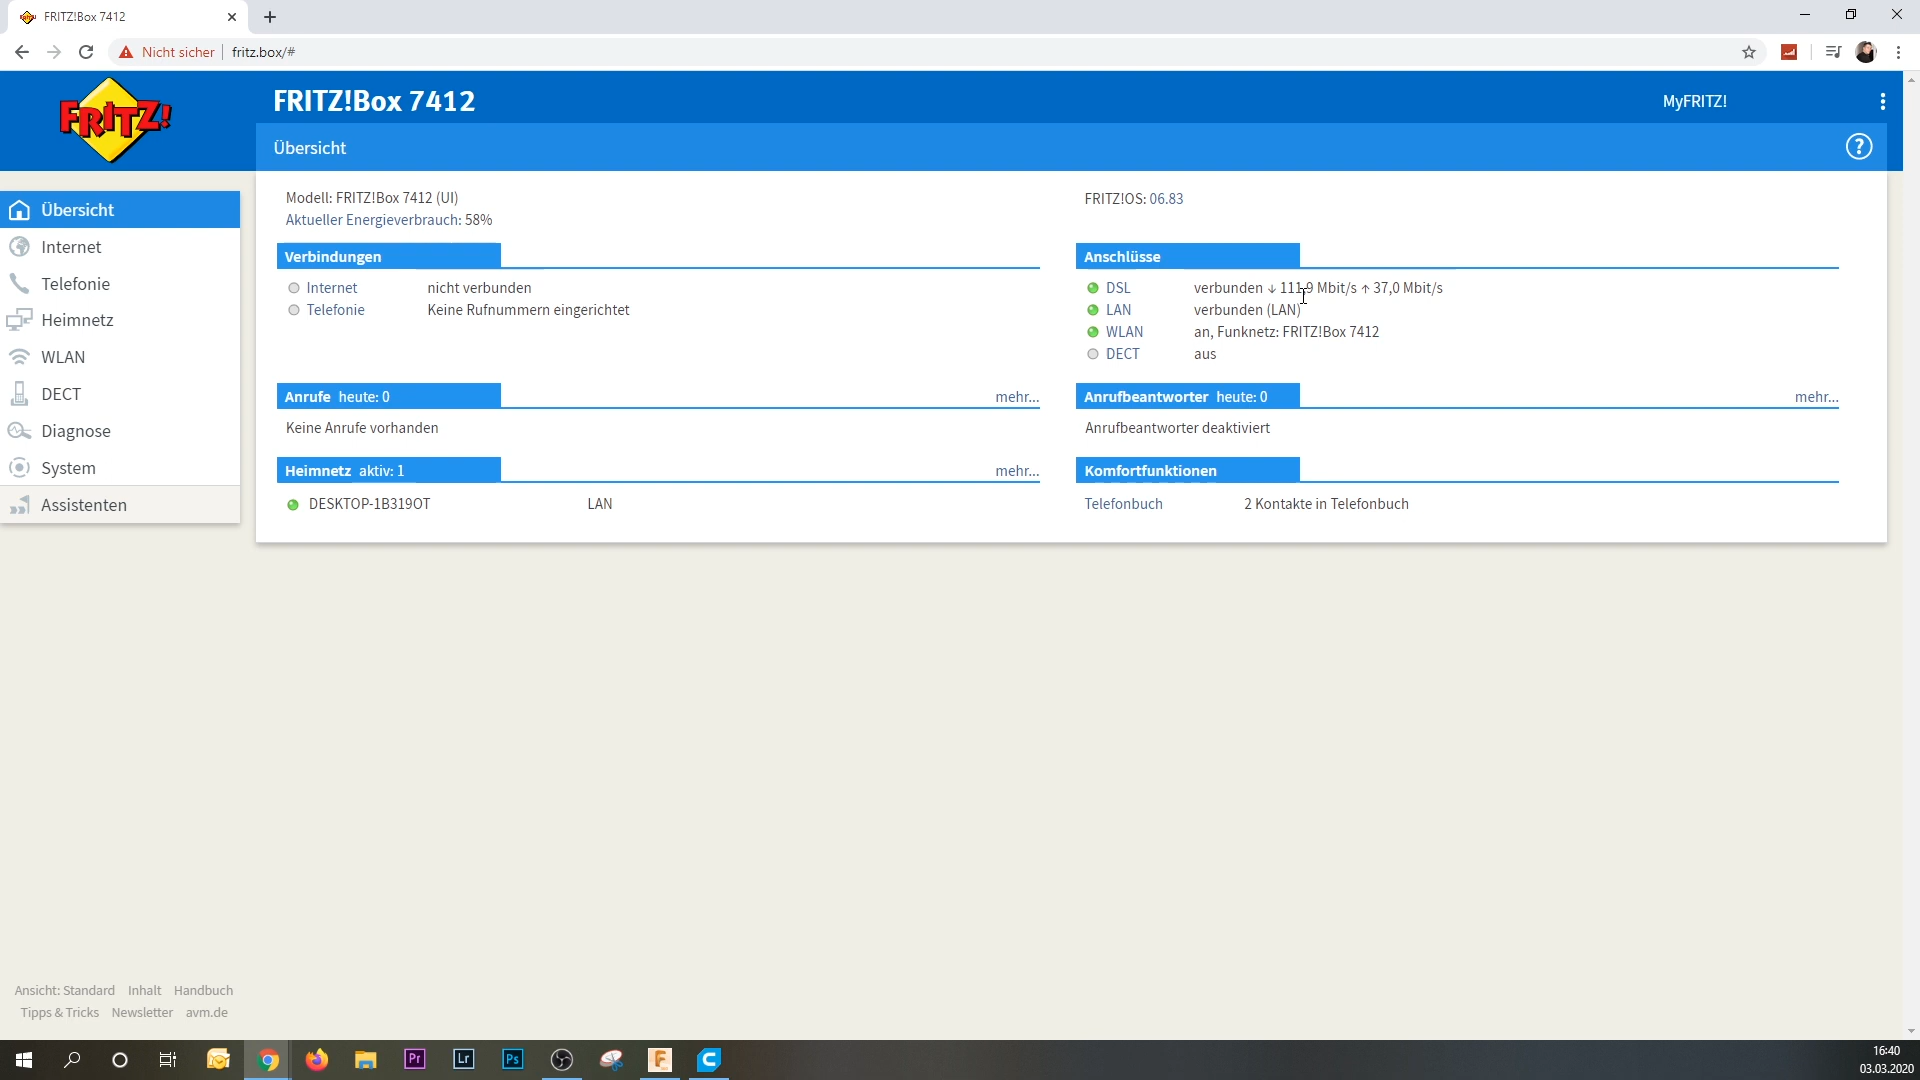 FRITZ!Box 7412
Nicht sicher
fritz.box/#
FRITZ!
FRITZ!Box 7412
MyFRITZ!
Übersicht
?
Übersicht
Internet
Telefonie
Heimnetz
WLAN
DECT
Diagnose
System
Assistenten
Modell: FRITZ!Box 7412 (UI)
Aktueller Energieverbrauch: 58%
FRITZ!OS: 06.83
Verbindungen
Internet nicht verbunden
Telefonie Keine Rufnummern eingerichtet
Anschlüsse
DSL verbunden ↓ 111,9 Mbit/s ↑ 37,0 Mbit/s
LAN verbunden (LAN)
WLAN an, Funknetz: FRITZ!Box 7412
DECT aus
Anrufe heute: 0 mehr...
Keine Anrufe vorhanden
Anrufbeantworter heute: 0 mehr...
Anrufbeantworter deaktiviert
Heimnetz aktiv: 1 mehr...
DESKTOP-1B319OT LAN
Komfortfunktionen
Telefonbuch 2 Kontakte in Telefonbuch
Ansicht: Standard Inhalt Handbuch
Tipps & Tricks Newsletter avm.de
Pr
Lr
Ps
F
C
16:40
03.03.2020